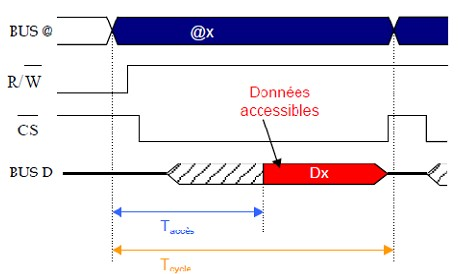 BUS @
@x
R/W
Données
accessibles
CS
BUS D
Dx
Taccès
Tcycle